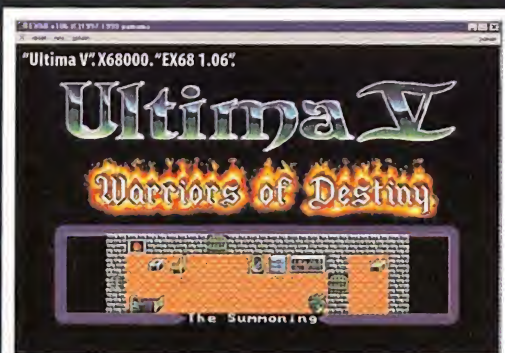 "Ultima V". X68000. "EX68 1.06".
Ultima V
Warriors of Destiny
The Summoning